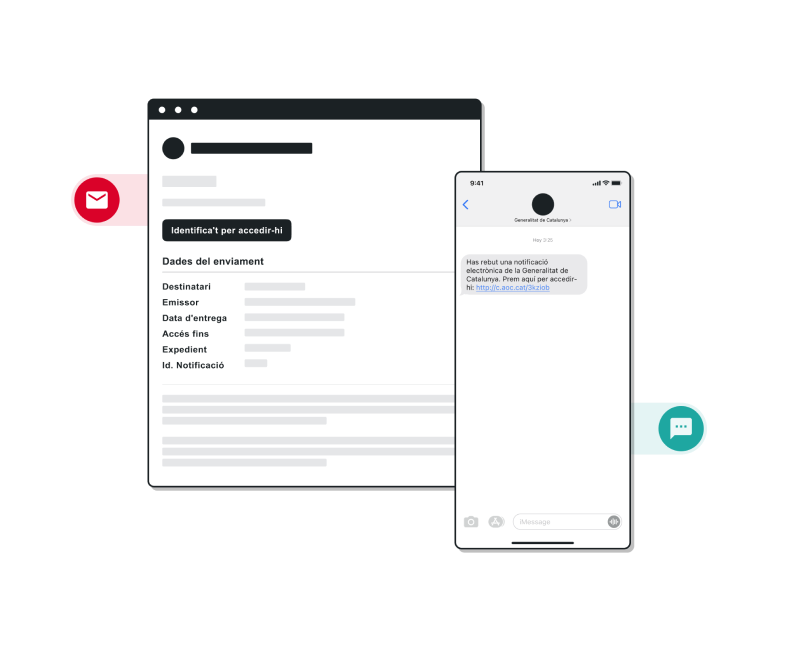 Identifica't per accedir-hi
Dades del enviament
Destinatari
Emissor
Data d'entrega
Accés fins
Expedient
Id. Notificació
9:41
Generalitat de Catalunya ›
Hoy 0:25
Has rebut una notificació
electrònica de la Generalitat de
Catalunya. Prem aquí per accedir-
hi: http://c.aoc.cat/3kzioh
iMessage